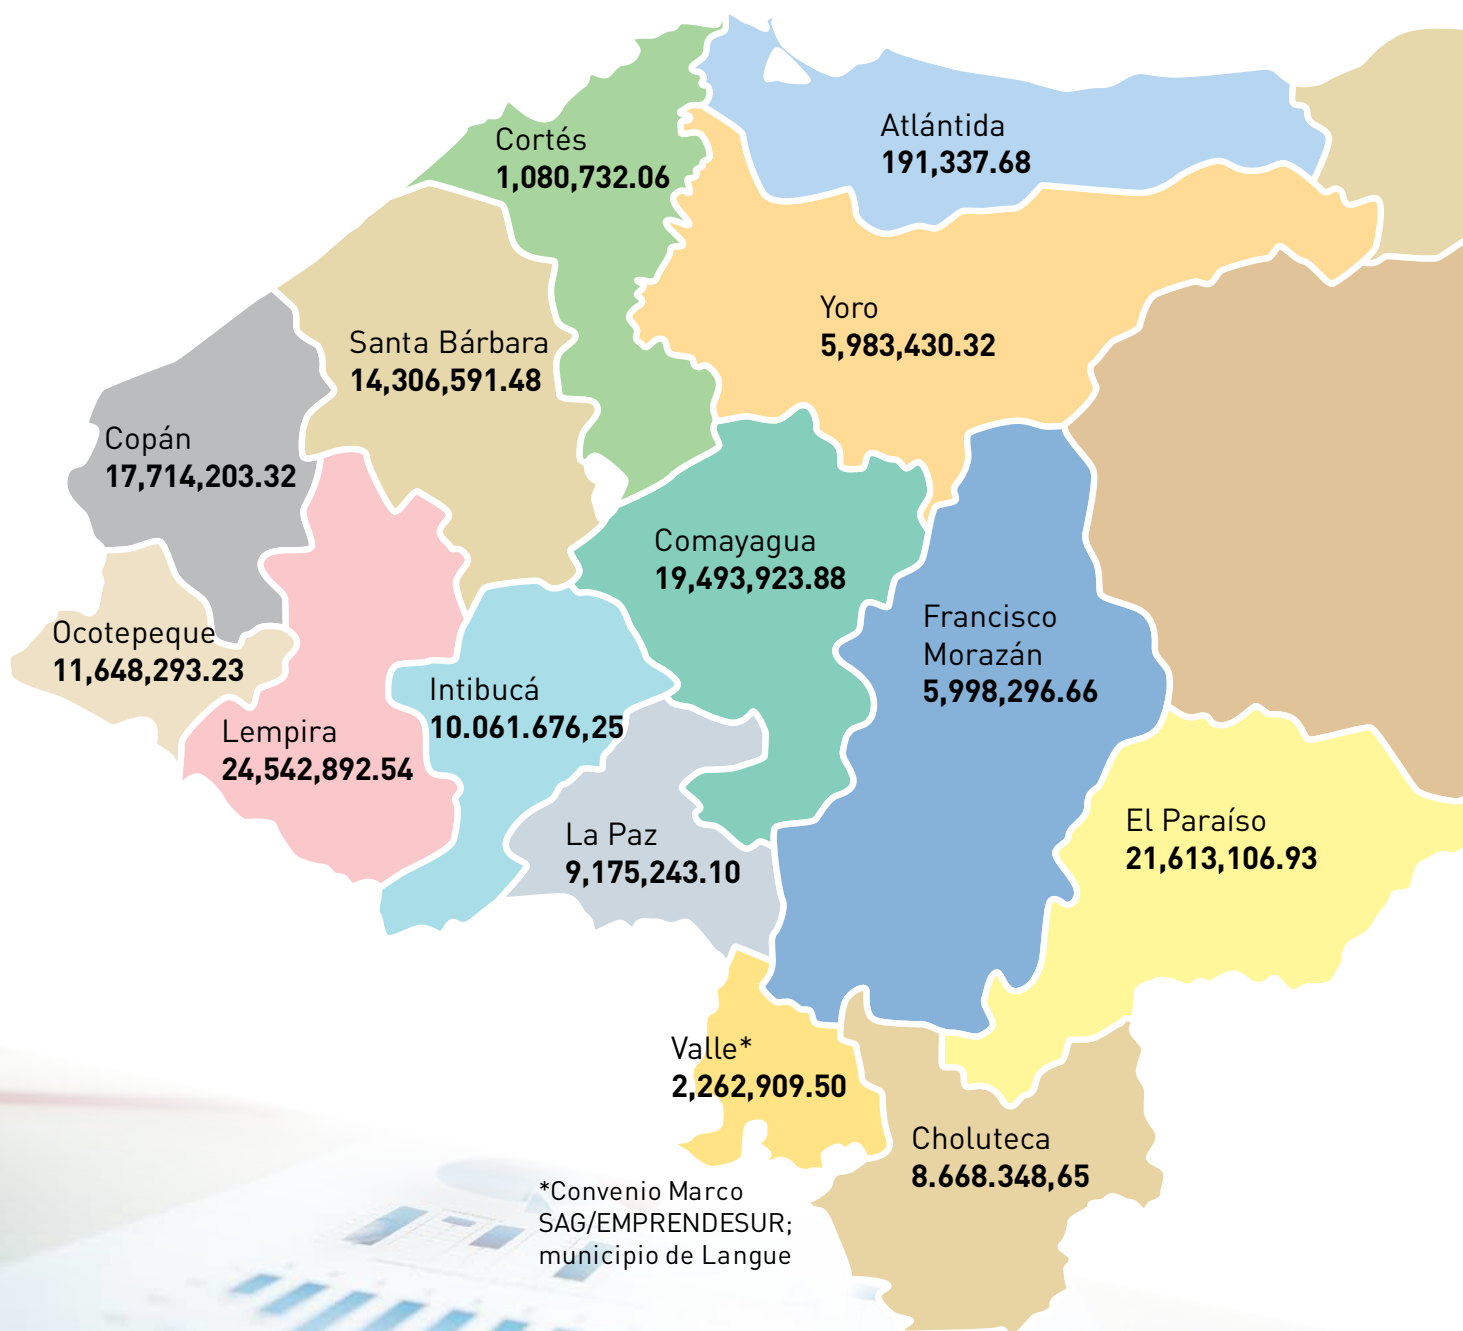 Cortés
1,080,732.06
Atlántida
191,337.68
Yoro
5,983,430.32
Santa Bárbara
14,306,591.48
Copán
17,714,203.32
Comayagua
19,493,923.88
Francisco
Morazán
5,998,296.66
Ocotepeque
11,648,293.23
Intibucá
10.061.676,25
Lempira
24,542,892.54
La Paz
9,175,243.10
El Paraíso
21,613,106.93
Valle*
2,262,909.50
Choluteca
8.668.348,65
*Convenio Marco
SAG/EMPRENDESUR;
municipio de Langue